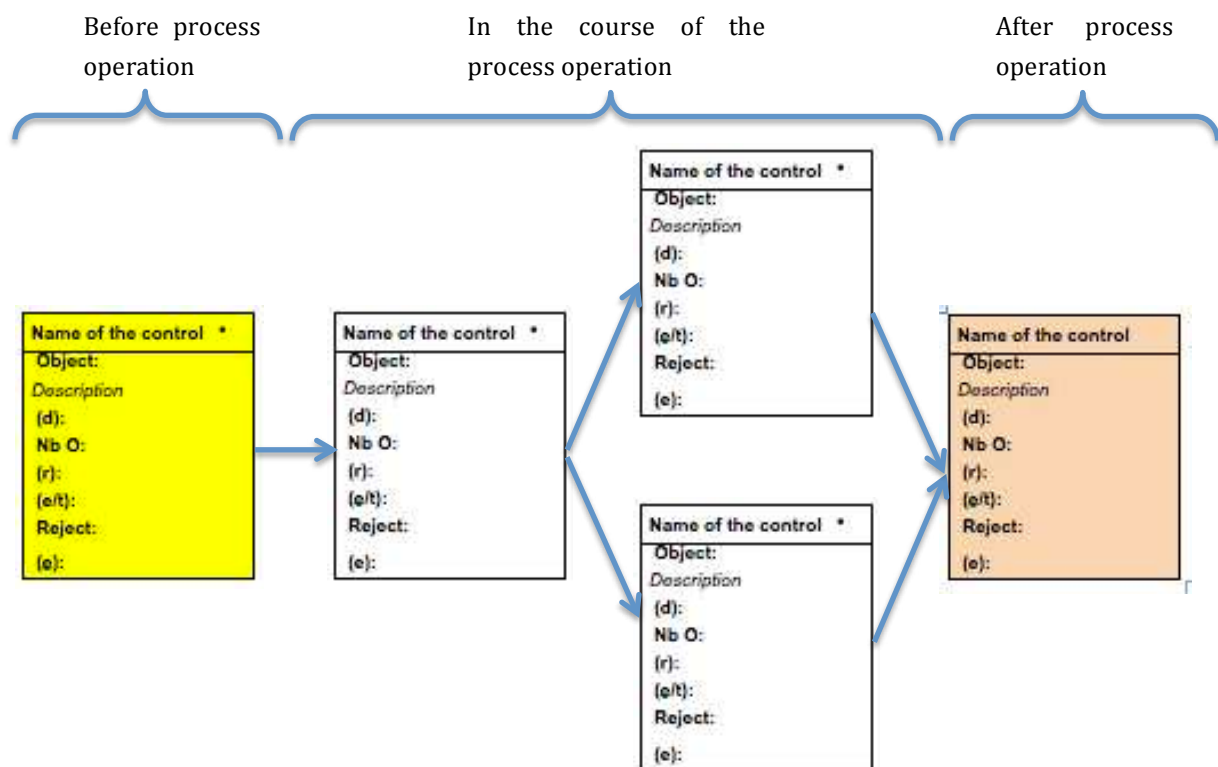 Before process
operation
In the course of the
process operation
After process
operation
Name of the control *
Object:
Description
(d):
Nb O:
(r):
(e/t):
Reject:
(e):
Name of the control *
Object:
Description
(d):
Nb O:
(r):
(e/t):
Reject:
(e):
Name of the control *
Object:
Description
(d):
Nb O:
(r):
(e/t):
Reject:
(e):
Name of the control *
Object:
Description
(d):
Nb O:
(r):
(e/t):
Reject:
(e):
Name of the control
Object:
Description
(d):
Nb O:
(r):
(e/t):
Reject:
(e):